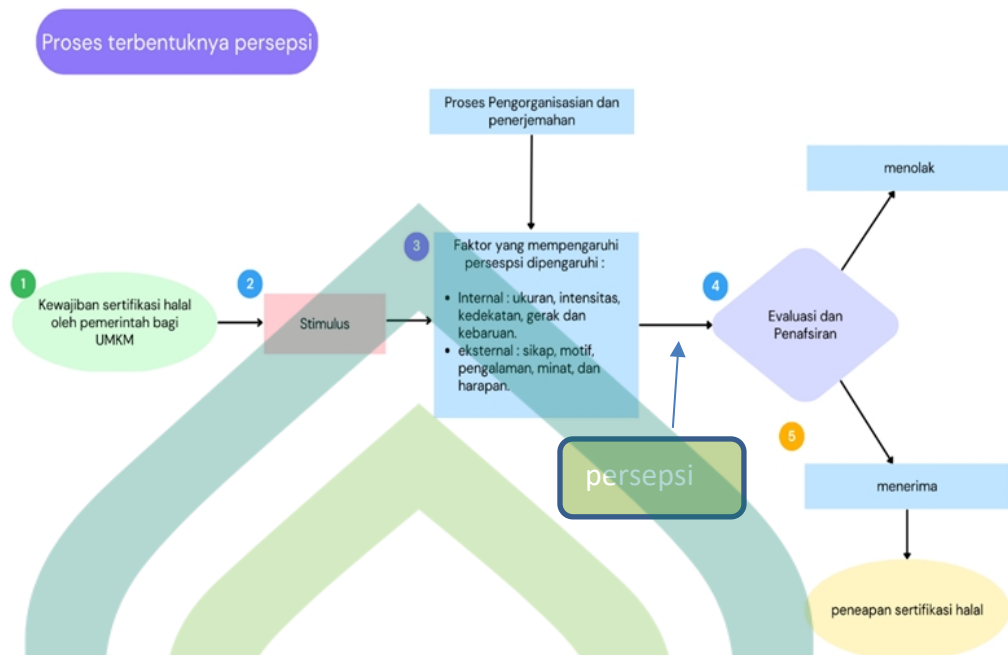 Proses terbentuknya persepsi
Proses Pengorganisasian dan
penerjemahan
menolak
1
Kewajiban sertifikasi halal
oleh pemerintah bagi
UMKM
2
Stimulus
3
Faktor yang mempengaruhi
persespsi dipengaruhi :
• Internal : ukuran, intensitas,
kedekatan, gerak dan
kebaruan.
• eksternal : sikap, motif,
pengalaman, minat, dan
harapan.
4
Evaluasi dan
Penafsiran
persepsi
5
menerima
peneapan sertifikasi halal